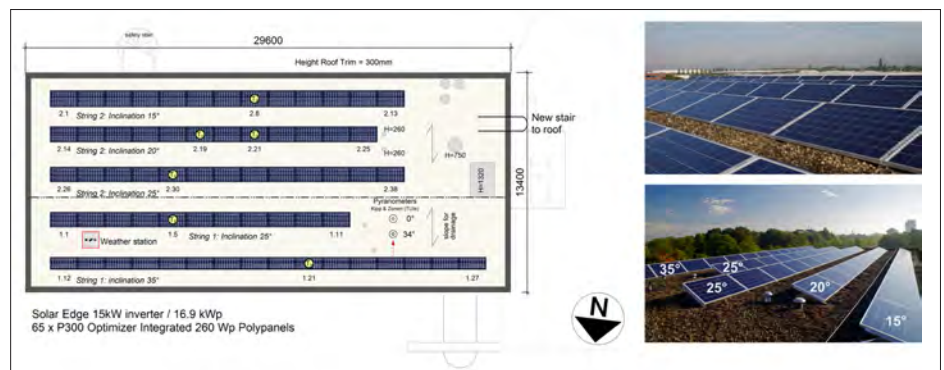 safety stair
29600
Height Roof Trim = 300mm
2.1 2.6 2.13
String 2: Inclination 15°
New stair
to roof
H=260
2.14 2.19 2.21 2.25
String 2: Inclination 20°
H=260
H=750
13400
H=1320
2.26 2.30 2.38
String 2: Inclination 25°
Pyranometers
Kipp & Zonen (TU/e)
0°
1.1 1.5 1.11
String 1: Inclination 25°
Weather station
34°
slope for
drainage
1.12 1.21 1.27
String 1: inclination 35°
Solar Edge 15kW inverter / 16.9 kWp
65 x P300 Optimizer Integrated 260 Wp Polypanels
N
35° 25°
25° 20°
15°